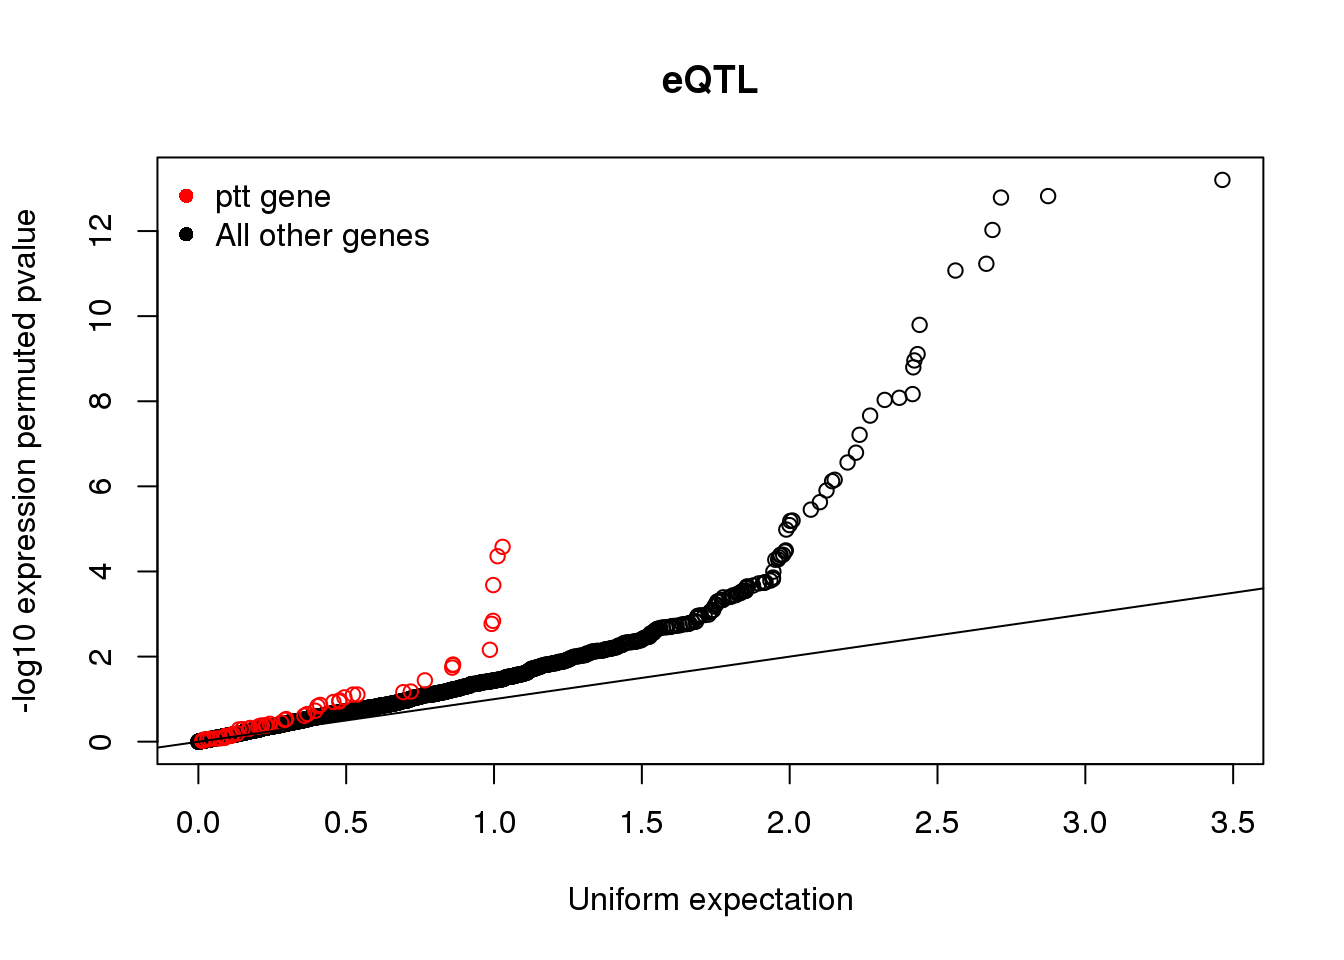 eQTL
ptt gene
All other genes
-log10 expression permuted pvalue
12
10
8
6
4
2
0
0.0 0.5 1.0 1.5 2.0 2.5 3.0 3.5
Uniform expectation